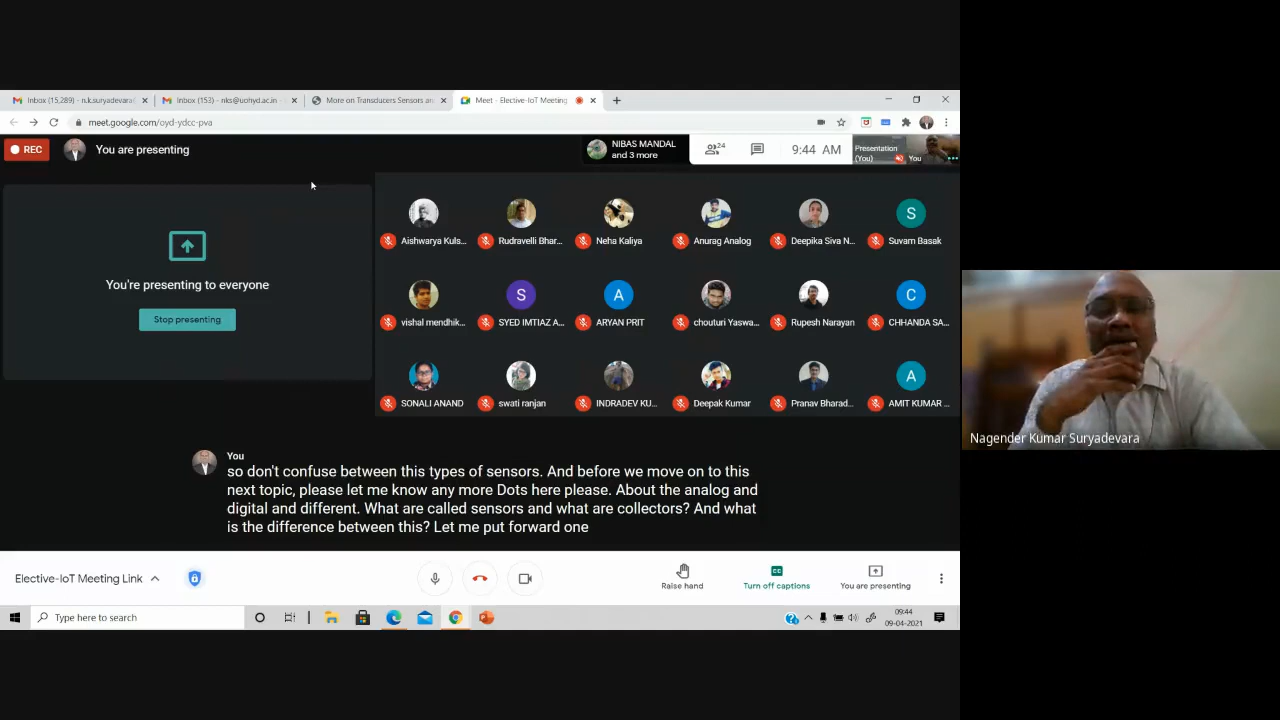 Inbox (15,289) - n.k.suryadevara
Inbox (153) - nks@uohyd.ac.in -
More on Transducers Sensors an
Meet - Elective-IoT Meeting
meet.google.com/oyd-ydcc-pva
REC
You are presenting
NIBAS MANDAL
and 3 more
24
9:44 AM
Presentation
(You)
You
You're presenting to everyone
Stop presenting
Aishwarya Kuls...
Rudravelli Bhar...
Neha Kaliya
Anurag Analog
Deepika Siva N...
S
Suvam Basak
vishal mendhik...
S
SYED IMTIAZ A...
A
ARYAN PRIT
chouturi Yaswa...
Rupesh Narayan
C
CHHANDA SA...
SONALI ANAND
swati ranjan
INDRADEV KU...
Deepak Kumar
Pranav Bharad...
A
AMIT KUMAR ...
Nagender Kumar Suryadevara
You
so don't confuse between this types of sensors. And before we move on to this
next topic, please let me know any more Dots here please. About the analog and
digital and different. What are called sensors and what are collectors? And what
is the difference between this? Let me put forward one
Elective-IoT Meeting Link
Raise hand
CC
Turn off captions
You are presenting
Type here to search
09:44
09-04-2021